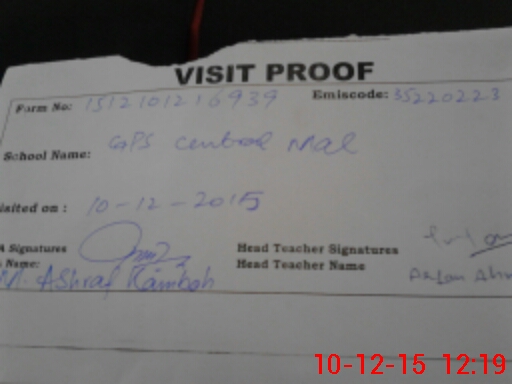 VISIT PROOF
Form No: 1512101216939 Emiscode: 35220223
School Name: GPS central Mal
isited on : 10-12-2015
A Signatures Head Teacher Signatures
Name: M. Ashraf Kamboh Head Teacher Name
10-12-15 12:19